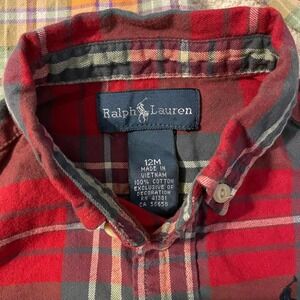 Ralph Lauren
12M
MADE IN
VIETNAM
100% COTTON
EXCLUSIVE OF
DECORATION
RN 41381
CA 56658